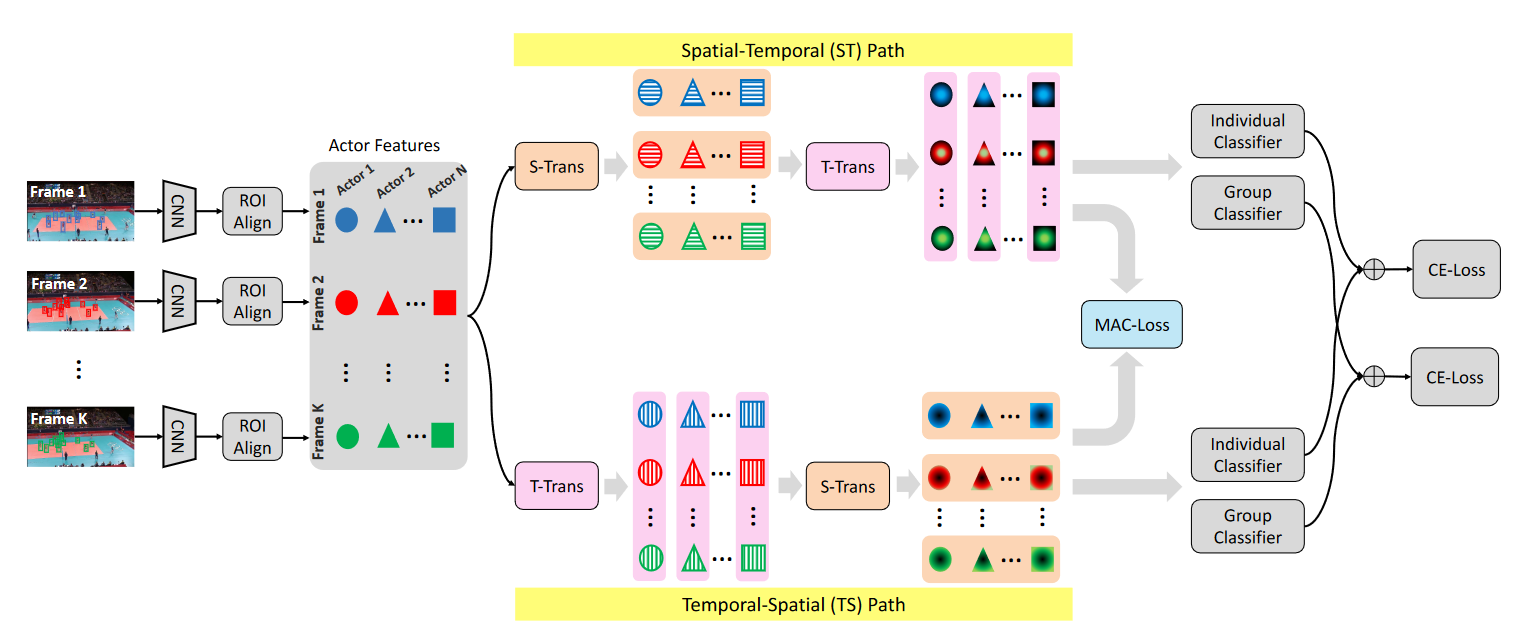 Spatial-Temporal (ST) Path
Actor Features
Actor 1
Actor 2
Actor N
Frame 1
CNN
ROI
Align
Frame 1
Frame 2
CNN
ROI
Align
Frame 2
Frame K
CNN
ROI
Align
Frame K
S-Trans
T-Trans
T-Trans
S-Trans
Temporal-Spatial (TS) Path
MAC-Loss
Individual
Classifier
Group
Classifier
Individual
Classifier
Group
Classifier
CE-Loss
CE-Loss